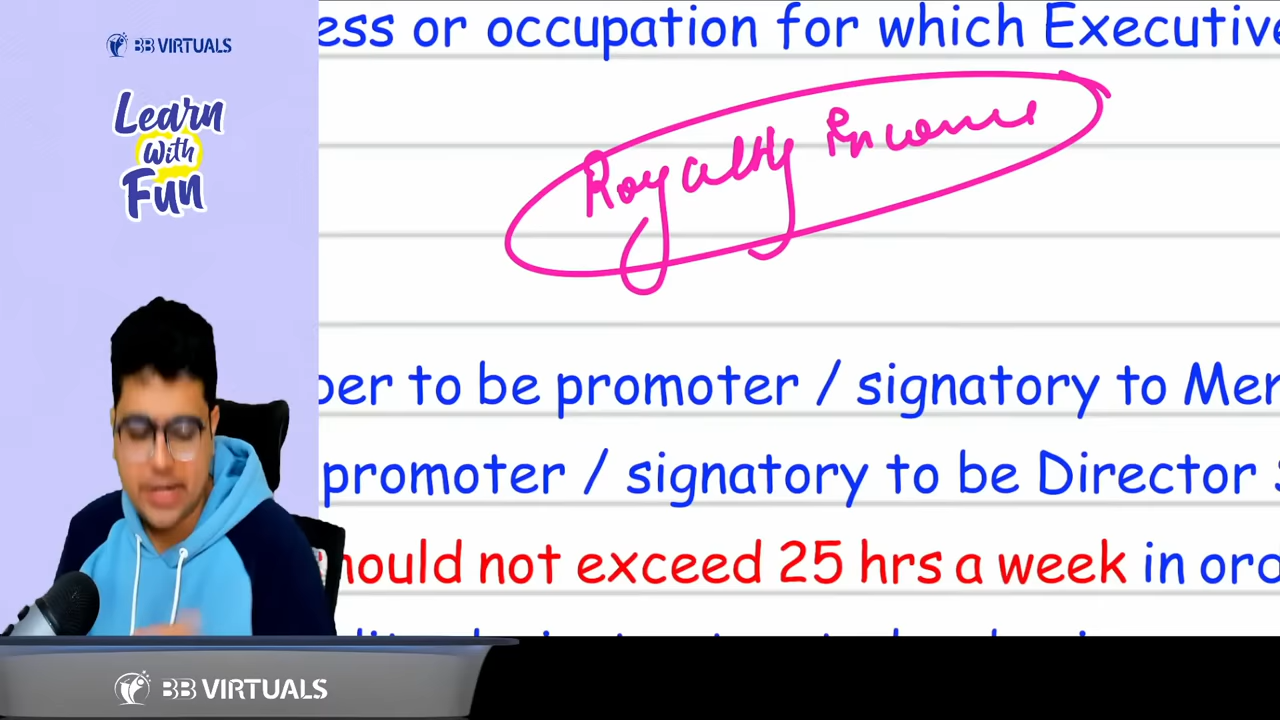 BB VIRTUALS
Learn
With
Fun
ess or occupation for which Executive
Royalty Income
ber to be promoter / signatory to Mem
promoter / signatory to be Director
hould not exceed 25 hrs a week in ord
BB VIRTUALS